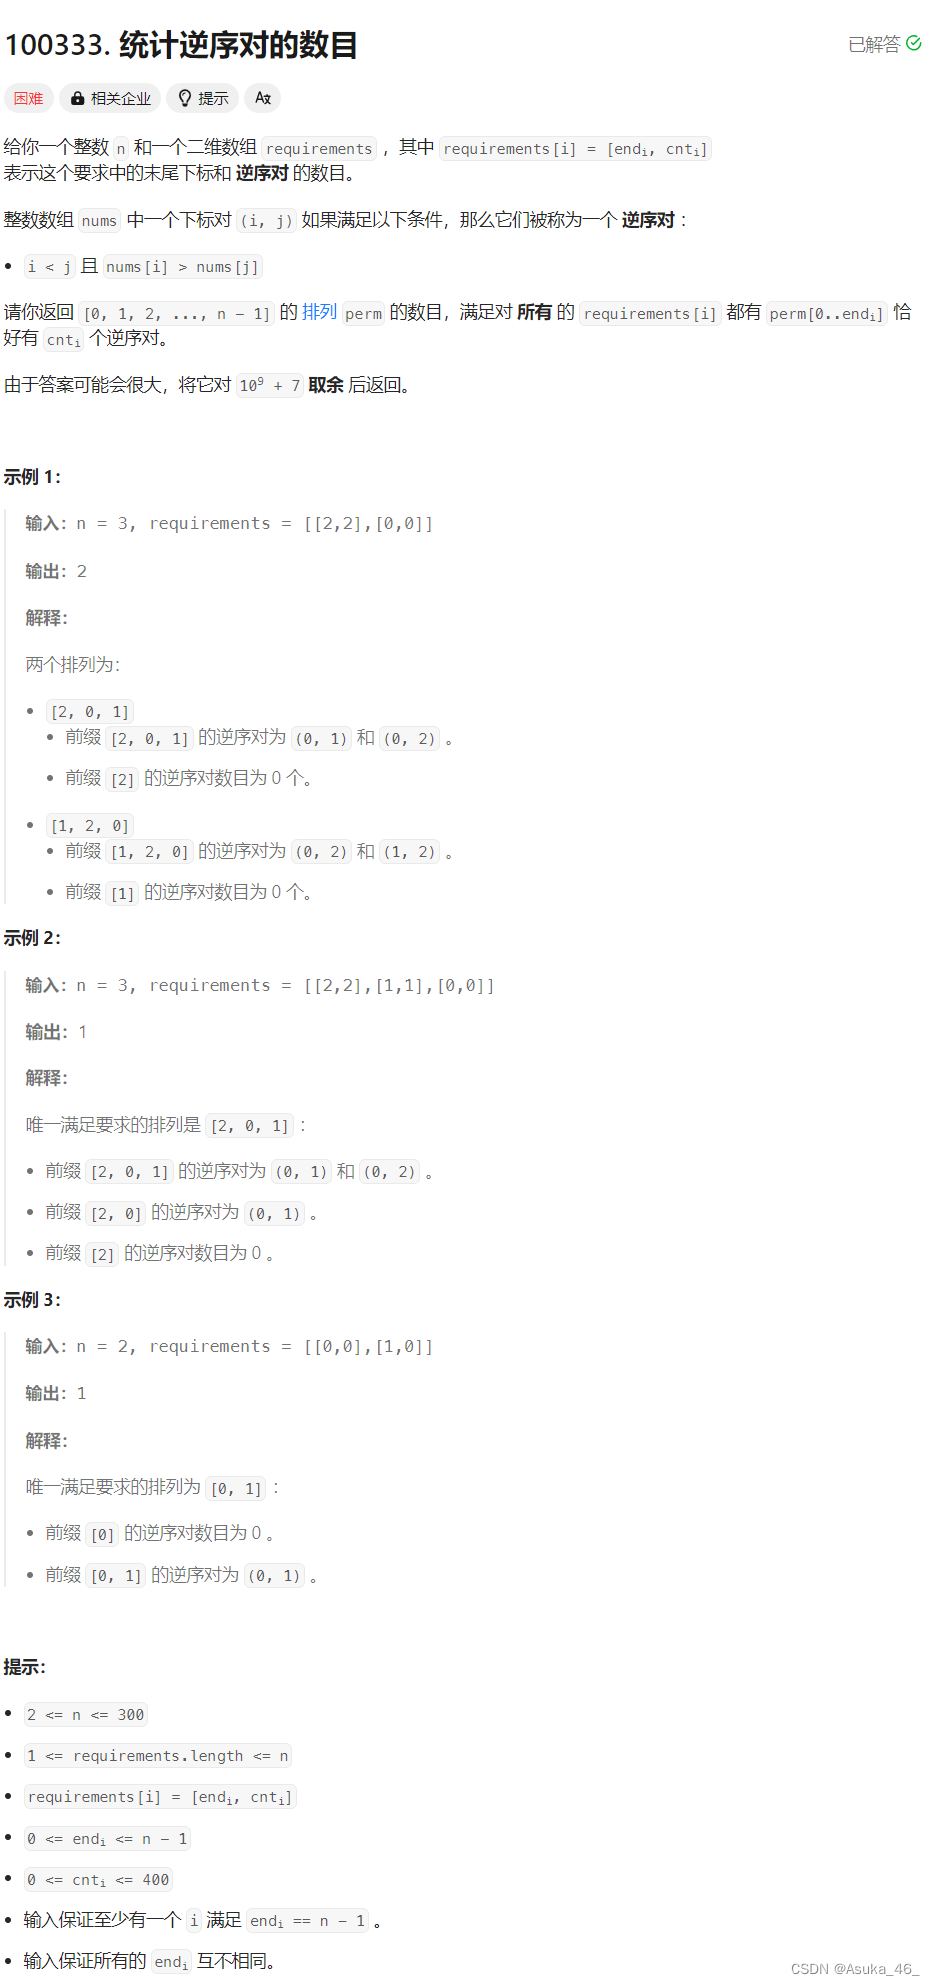 100333. 统计逆序对的数目
已解答
困难 相关企业 提示
给你一个整数 n 和一个二维数组 requirements ，其中 requirements[i] = [endᵢ, cntᵢ]
表示这个要求中的末尾下标和 逆序对 的数目。
整数数组 nums 中一个下标对 (i, j) 如果满足以下条件，那么它们被称为一个 逆序对 ：
• i < j 且 nums[i] > nums[j]
请你返回 [0, 1, 2, ..., n - 1] 的 排列 perm 的数目，满足对 所有 的 requirements[i] 都有 perm[0..endᵢ] 恰
好有 cntᵢ 个逆序对。
由于答案可能会很大，将它对 10⁹ + 7 取余 后返回。
示例 1：
输入：n = 3, requirements = [[2,2],[0,0]]
输出：2
解释：
两个排列为：
• [2, 0, 1]
• 前缀 [2, 0, 1] 的逆序对为 (0, 1) 和 (0, 2) 。
• 前缀 [2] 的逆序对数目为 0 个。
• [1, 2, 0]
• 前缀 [1, 2, 0] 的逆序对为 (0, 2) 和 (1, 2) 。
• 前缀 [1] 的逆序对数目为 0 个。
示例 2：
输入：n = 3, requirements = [[2,2],[1,1],[0,0]]
输出：1
解释：
唯一满足要求的排列是 [2, 0, 1] ：
• 前缀 [2, 0, 1] 的逆序对为 (0, 1) 和 (0, 2) 。
• 前缀 [2, 0] 的逆序对为 (0, 1) 。
• 前缀 [2] 的逆序对数目为 0 。
示例 3：
输入：n = 2, requirements = [[0,0],[1,0]]
输出：1
解释：
唯一满足要求的排列为 [0, 1] ：
• 前缀 [0] 的逆序对数目为 0 。
• 前缀 [0, 1] 的逆序对为 (0, 1) 。
提示：
• 2 <= n <= 300
• 1 <= requirements.length <= n
• requirements[i] = [endᵢ, cntᵢ]
• 0 <= endᵢ <= n - 1
• 0 <= cntᵢ <= 400
• 输入保证至少有一个 i 满足 endᵢ == n - 1 。
• 输入保证所有的 endᵢ 互不相同。
CSDN @Asuka_46_